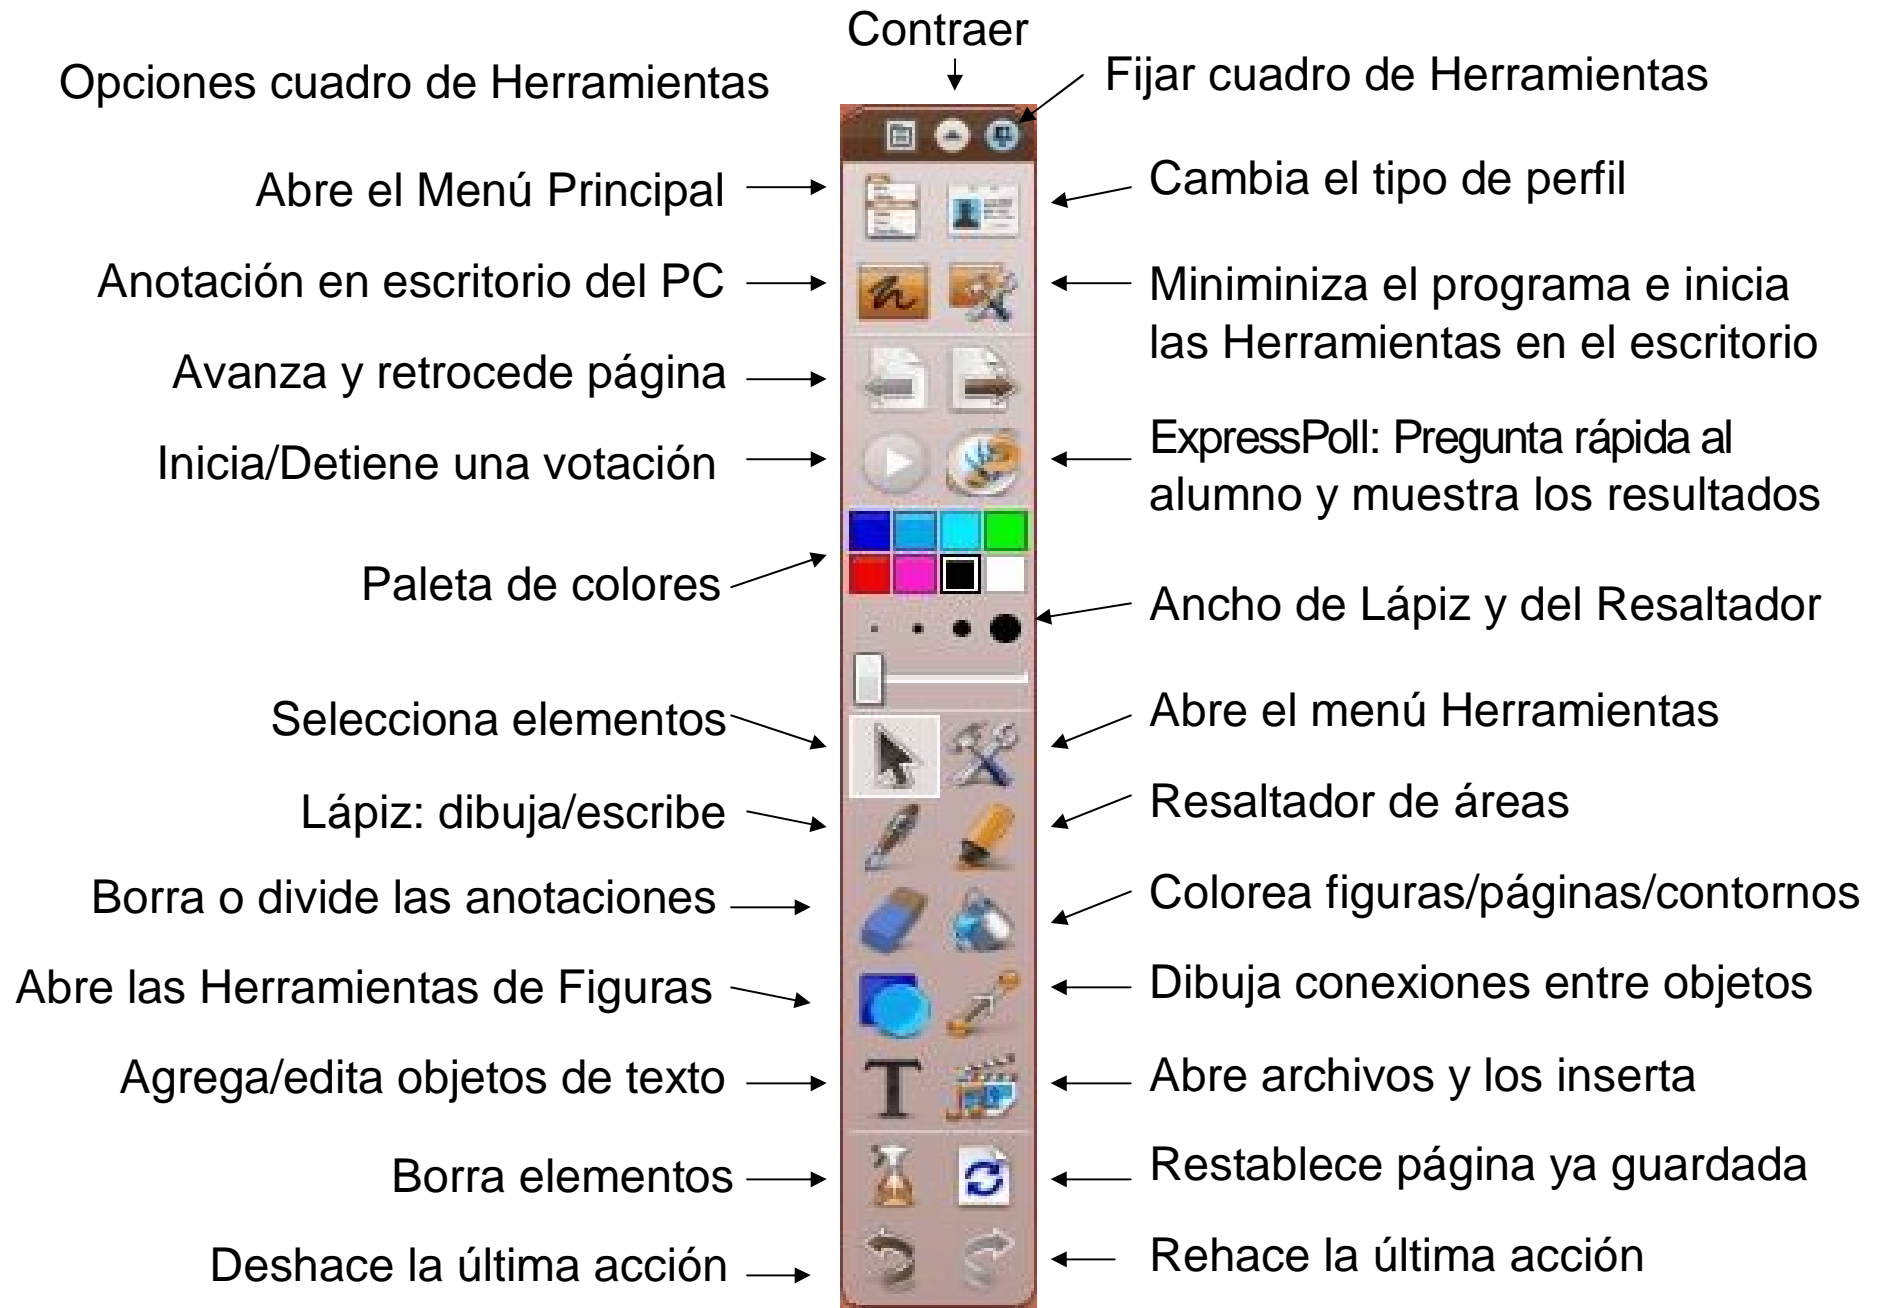 Contraer
Opciones cuadro de Herramientas
Fijar cuadro de Herramientas
Abre el Menú Principal
Cambia el tipo de perfil
Anotación en escritorio del PC
Miniminiza el programa e inicia
las Herramientas en el escritorio
Avanza y retrocede página
Inicia/Detiene una votación
ExpressPoll: Pregunta rápida al
alumno y muestra los resultados
Paleta de colores
Ancho de Lápiz y del Resaltador
Selecciona elementos
Abre el menú Herramientas
Lápiz: dibuja/escribe
Resaltador de áreas
Borra o divide las anotaciones
Colorea figuras/páginas/contornos
Abre las Herramientas de Figuras
Dibuja conexiones entre objetos
Agrega/edita objetos de texto
T
Abre archivos y los inserta
Borra elementos
Restablece página ya guardada
Deshace la última acción
Rehace la última acción